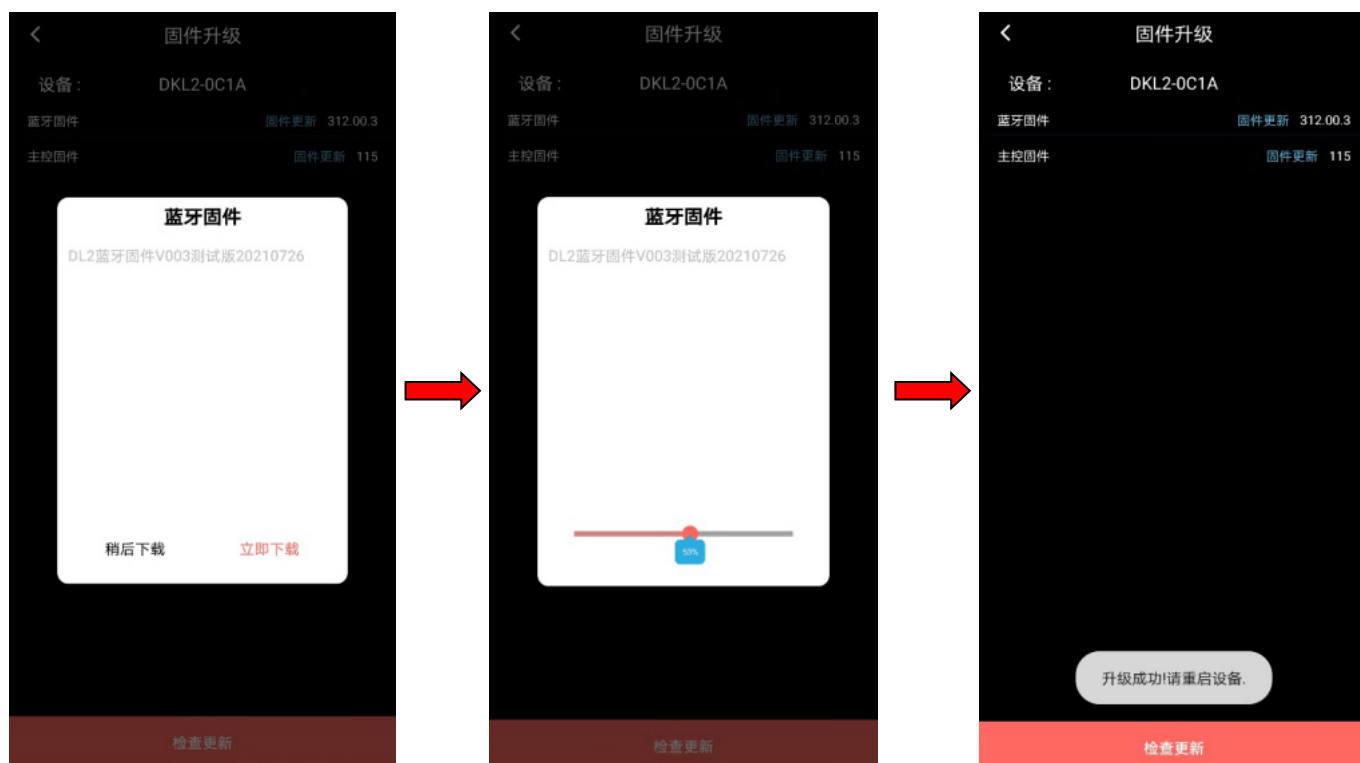 固件升级
设备 : DKL2-0C1A
蓝牙固件 固件更新 312.00.3
主控固件 固件更新 115
蓝牙固件
DL2蓝牙固件V003测试版20210726
稍后下载 立即下载
检查更新
固件升级
设备 : DKL2-0C1A
蓝牙固件 固件更新 312.00.3
主控固件 固件更新 115
蓝牙固件
DL2蓝牙固件V003测试版20210726
50%
检查更新
固件升级
设备 : DKL2-0C1A
蓝牙固件 固件更新 312.00.3
主控固件 固件更新 115
升级成功!请重启设备.
检查更新